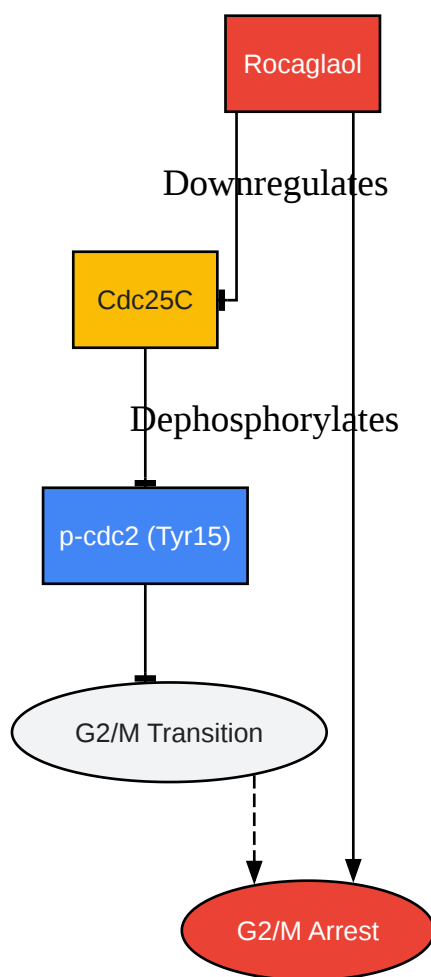 Rocaglaol
Downregulates
Cdc25C
Dephosphorylates
p-cdc2 (Tyr15)
G2/M Transition
G2/M Arrest